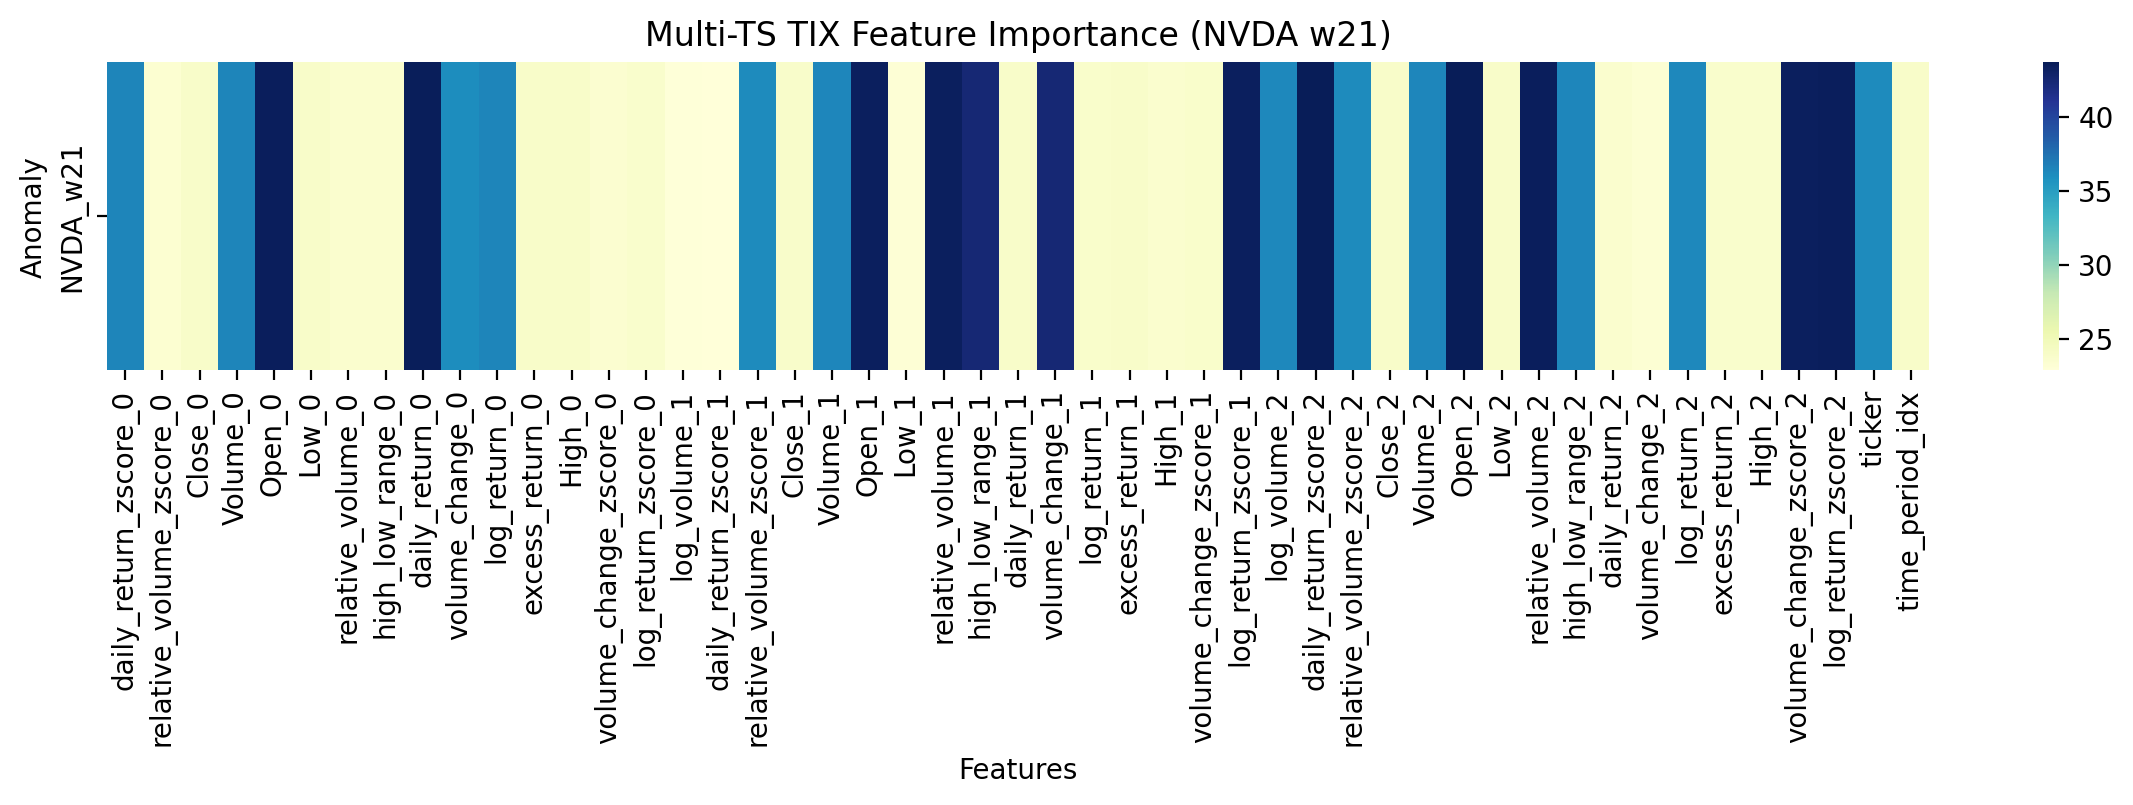 Multi-TS TIX Feature Importance (NVDA w21)
Anomaly
NVDA_w21
40
35
30
25
daily_return_zscore_0
relative_volume_zscore_0
Close_0
Volume_0
Open_0
Low_0
relative_volume_0
high_low_range_0
daily_return_0
volume_change_0
log_return_0
excess_return_0
High_0
volume_change_zscore_0
log_return_zscore_0
log_volume_1
daily_return_zscore_1
relative_volume_zscore_1
Close_1
Volume_1
Open_1
Low_1
relative_volume_1
high_low_range_1
daily_return_1
volume_change_1
log_return_1
excess_return_1
High_1
volume_change_zscore_1
log_return_zscore_1
log_volume_2
daily_return_zscore_2
relative_volume_zscore_2
Close_2
Volume_2
Open_2
Low_2
relative_volume_2
high_low_range_2
daily_return_2
volume_change_2
log_return_2
excess_return_2
High_2
volume_change_zscore_2
log_return_zscore_2
ticker
time_period_idx
Features